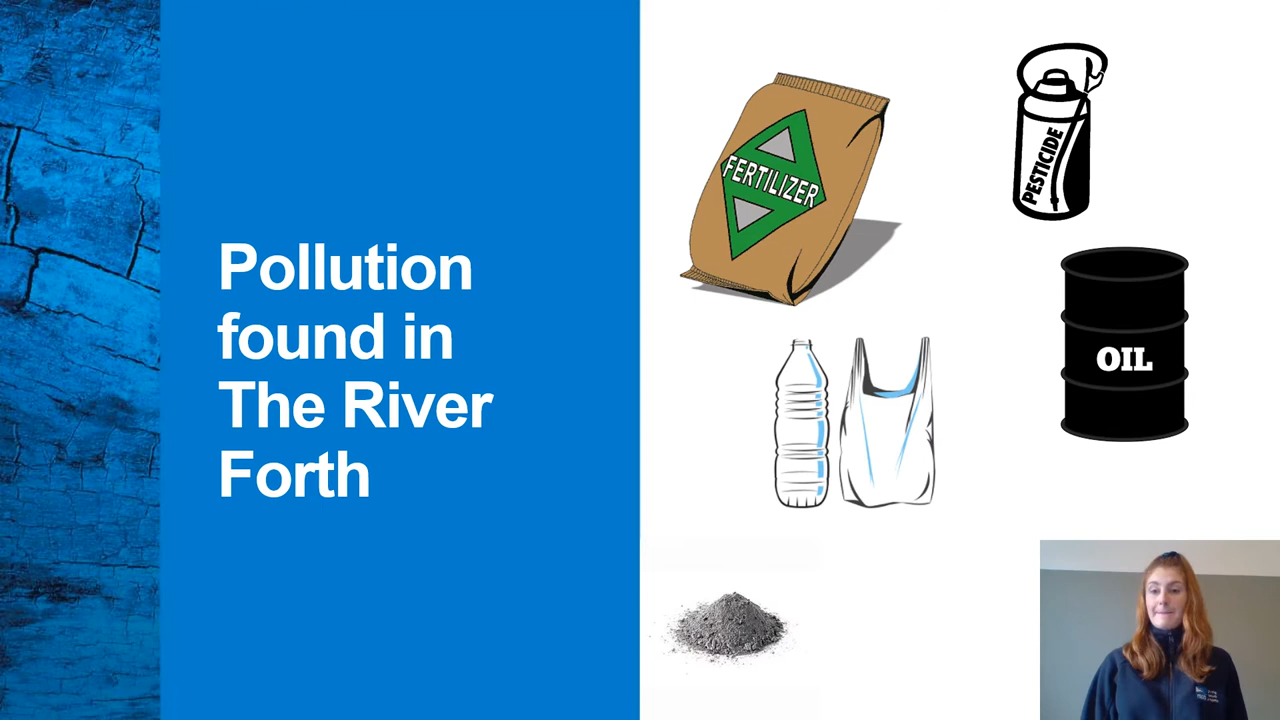 Pollution
found in
The River
Forth
FERTILIZER
PESTICIDE
OIL